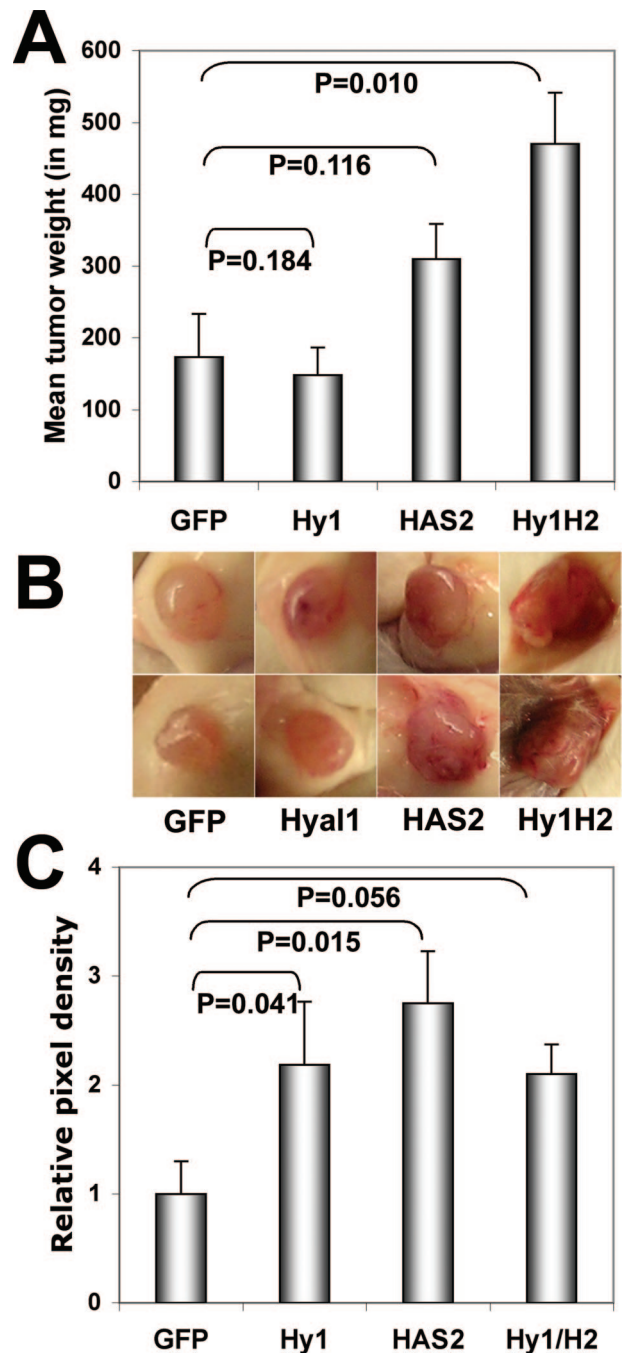 A
Mean tumor weight (in mg)
600
500
400
300
200
100
0
P=0.010
P=0.116
P=0.184
GFP Hy1 HAS2 Hy1H2
B
GFP Hyal1 HAS2 Hy1H2
C
Relative pixel density
4
3
2
1
0
P=0.056
P=0.015
P=0.041
GFP Hy1 HAS2 Hy1/H2